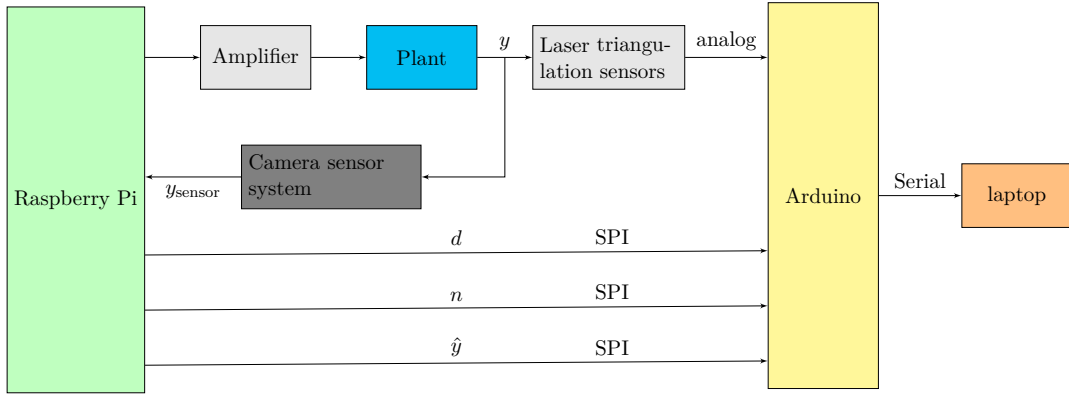 Raspberry Pi
Amplifier
Plant
y
Laser triangu-
lation sensors
analog
Camera sensor
system
y_sensor
d SPI
n SPI
ŷ SPI
Arduino
Serial
laptop